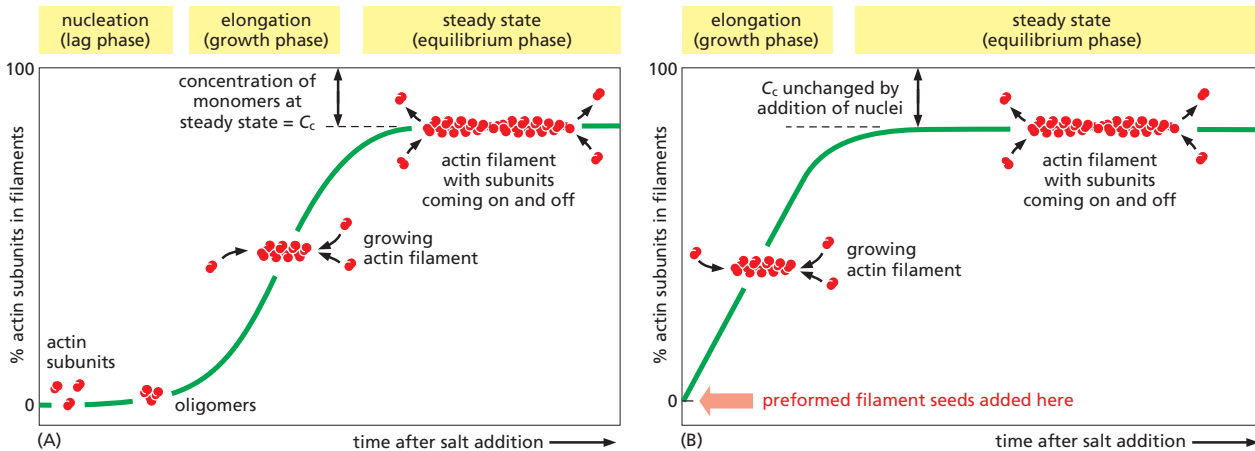 nucleation
(lag phase)
elongation
(growth phase)
steady state
(equilibrium phase)
100
concentration of
monomers at
steady state = Cc
actin filament
with subunits
coming on and off
growing
actin filament
% actin subunits in filaments
actin
subunits
oligomers
0
(A)
time after salt addition
elongation
(growth phase)
steady state
(equilibrium phase)
100
Cc unchanged by
addition of nuclei
actin filament
with subunits
coming on and off
growing
actin filament
% actin subunits in filaments
0
preformed filament seeds added here
(B)
time after salt addition